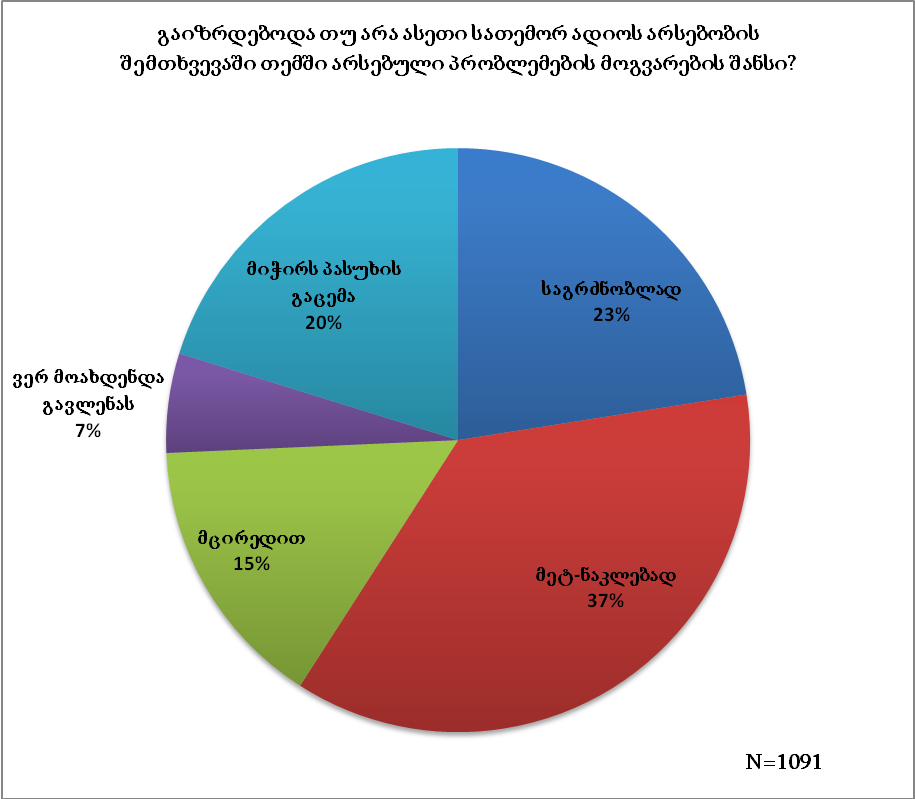 გაიზრდებოდა თუ არა ასეთი სათემორ ადიოს არსებობის
შემთხვევაში თემში არსებული პრობლემების მოგვარების შანსი?
საგრძნობლად
23%
მეტ-ნაკლებად
37%
მცირედით
15%
ვერ მოახდენდა
გავლენას
7%
მიჭირს პასუხის
გაცემა
20%
N=1091